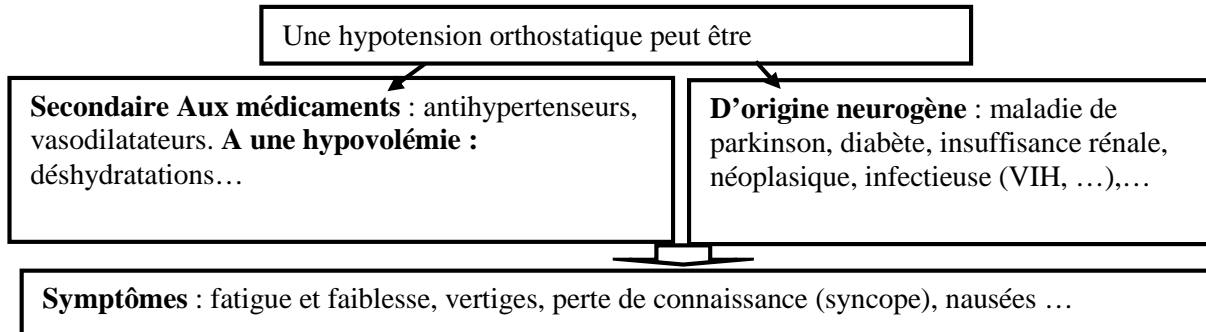 Une hypotension orthostatique peut être
Secondaire Aux médicaments : antihypertenseurs,
vasodilatateurs. A une hypovolémie :
déshydratations…
D’origine neurogène : maladie de
parkinson, diabète, insuffisance rénale,
néoplasique, infectieuse (VIH, …),…
Symptômes : fatigue et faiblesse, vertiges, perte de connaissance (syncope), nausées …